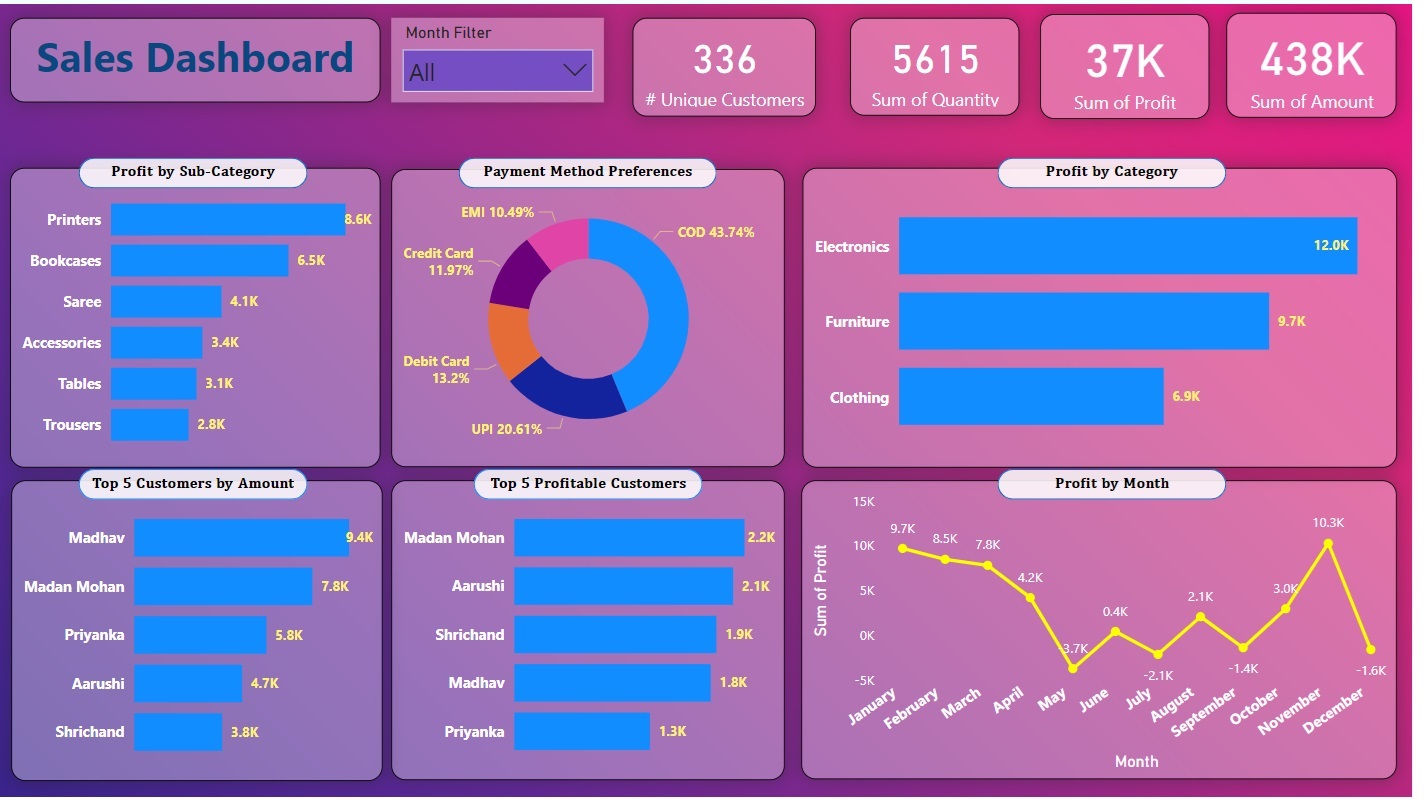 Sales Dashboard
Month Filter
All
336
# Unique Customers
5615
Sum of Quantity
37K
Sum of Profit
438K
Sum of Amount
Profit by Sub-Category
Printers 8.6K
Bookcases 6.5K
Saree 4.1K
Accessories 3.4K
Tables 3.1K
Trousers 2.8K
Payment Method Preferences
EMI 10.49%
COD 43.74%
Credit Card
11.97%
Debit Card
13.2%
UPI 20.61%
Profit by Category
Electronics 12.0K
Furniture 9.7K
Clothing 6.9K
Top 5 Customers by Amount
Madhav 9.4K
Madan Mohan 7.8K
Priyanka 5.8K
Aarushi 4.7K
Shrichand 3.8K
Top 5 Profitable Customers
Madan Mohan 2.2K
Aarushi 2.1K
Shrichand 1.9K
Madhav 1.8K
Priyanka 1.3K
Profit by Month
Sum of Profit
15K
10K
5K
0K
-5K
9.7K
8.5K
7.8K
4.2K
-3.7K
0.4K
-2.1K
2.1K
-1.4K
3.0K
10.3K
-1.6K
January
February
March
April
May
June
July
August
September
October
November
December
Month